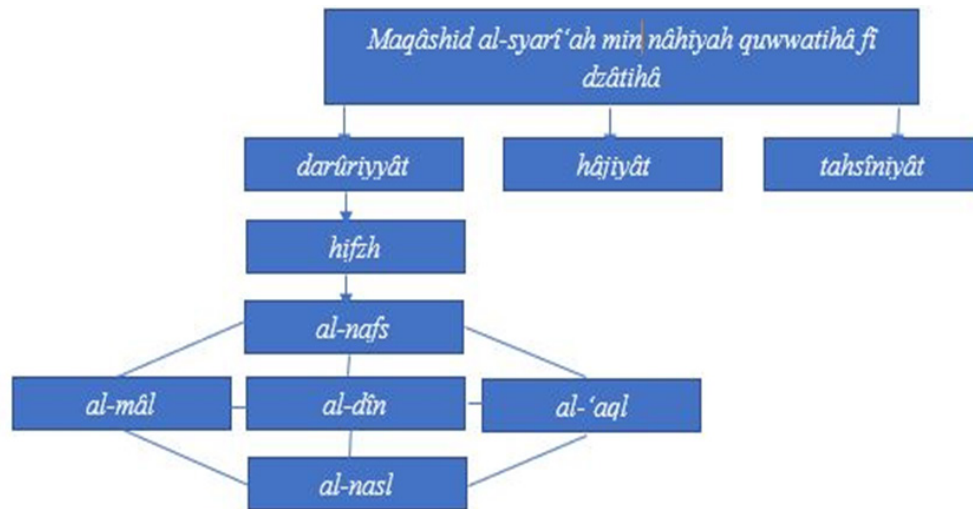 Maqâshid al-syarî‘ah min nâhiyah quwwatihâ fî
dzâtihâ
darûriyyât
hâjiyât
tahsîniyât
hifzh
al-nafs
al-mâl
al-dîn
al-‘aql
al-nasl